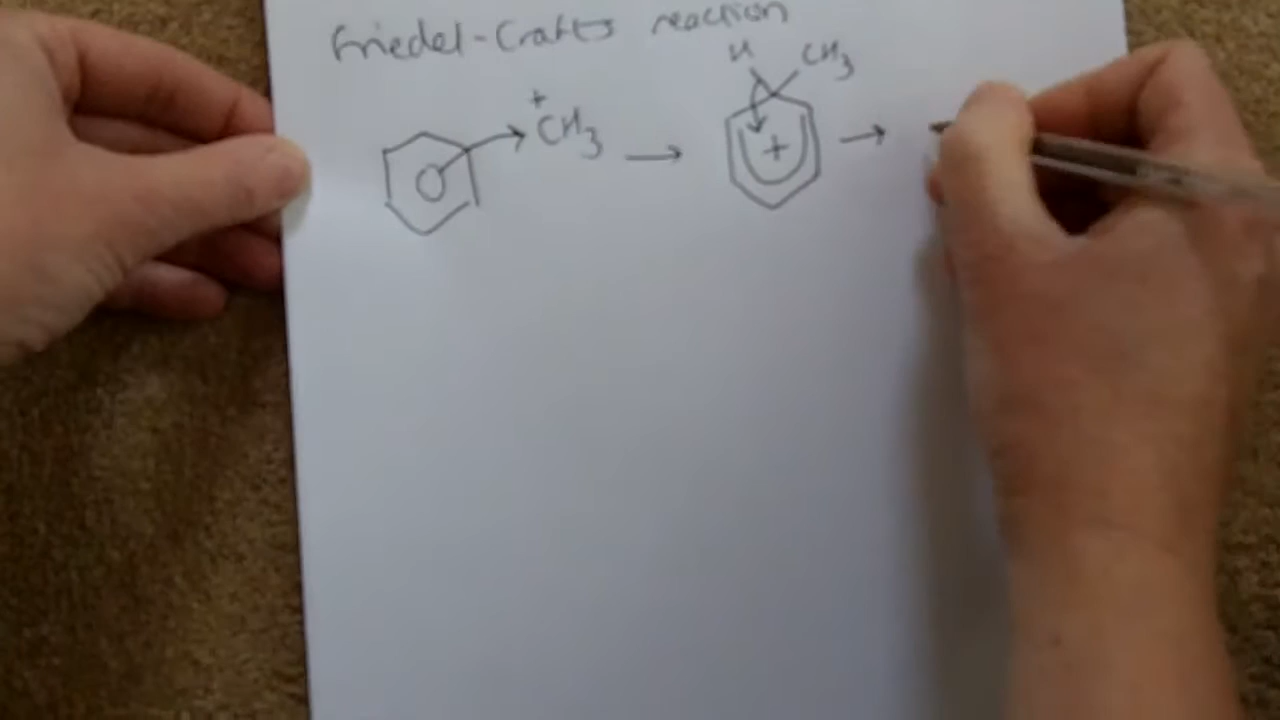 Friedel-Crafts reaction
H CH3
+
CH3
+